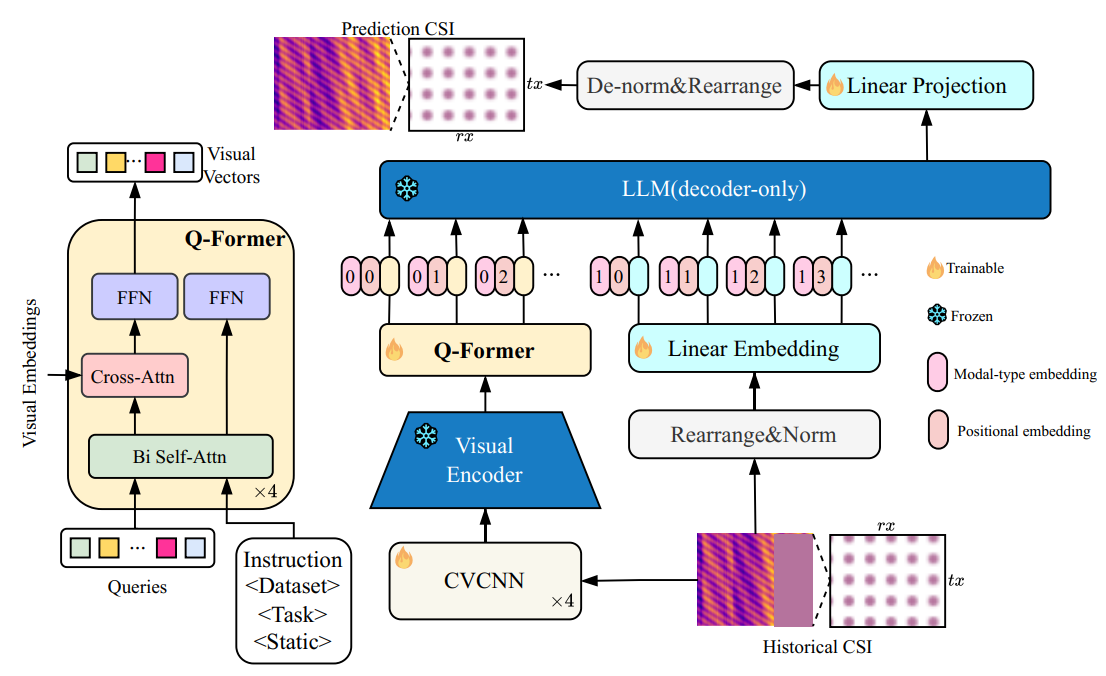 Prediction CSI
tx
rx
De-norm&Rearrange
Linear Projection
Visual
Vectors
LLM(decoder-only)
Q-Former
FFN
FFN
Visual Embeddings
Cross-Attn
Bi Self-Attn
×4
Queries
Instruction
<Dataset>
<Task>
<Static>
0 0
0 1
0 2
...
1 0
1 1
1 2
1 3
...
Q-Former
Linear Embedding
Visual
Encoder
Rearrange&Norm
CVCNN
×4
rx
tx
Historical CSI
Trainable
Frozen
Modal-type embedding
Positional embedding